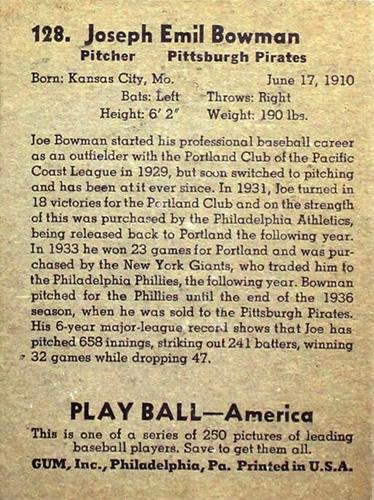 128. Joseph Emil Bowman
Pitcher Pittsburgh Pirates
Born: Kansas City, Mo. June 17, 1910
Bats: Left Throws: Right
Height: 6' 2" Weight: 190 lbs.
Joe Bowman started his professional baseball career
as an outfielder with the Portland Club of the Pacific
Coast League in 1929, but soon switched to pitching
and has been at it ever since. In 1931, Joe turned in
18 victories for the Portland Club and on the strength
of this was purchased by the Philadelphia Athletics,
being released back to Portland the following year.
In 1933 he won 23 games for Portland and was pur-
chased by the New York Giants, who traded him to
the Philadelphia Phillies, the following year. Bowman
pitched for the Phillies until the end of the 1936
season, when he was sold to the Pittsburgh Pirates.
His 6-year major-league record shows that Joe has
pitched 658 innings, striking out 241 batters, winning
32 games while dropping 47.
PLAY BALL—America
This is one of a series of 250 pictures of leading
baseball players. Save to get them all.
GUM, Inc., Philadelphia, Pa. Printed in U.S.A.